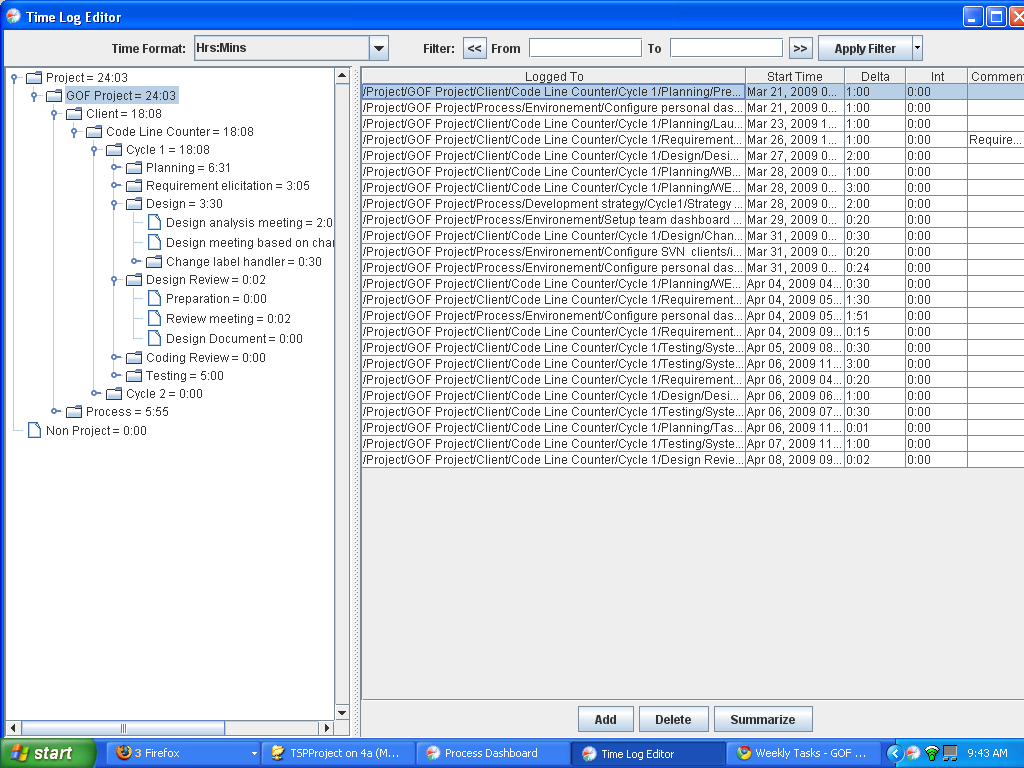 Time Log Editor
Time Format: Hrs:Mins Filter: << From To >> Apply Filter
Project = 24:03
GOF Project = 24:03
Client = 18:08
Code Line Counter = 18:08
Cycle 1 = 18:08
Planning = 6:31
Requirement elicitation = 3:05
Design = 3:30
Design analysis meeting = 2:0
Design meeting based on char
Change label handler = 0:30
Design Review = 0:02
Preparation = 0:00
Review meeting = 0:02
Design Document = 0:00
Coding Review = 0:00
Testing = 5:00
Cycle 2 = 0:00
Process = 5:55
Non Project = 0:00
Logged To Start Time Delta Int Comment
/Project/GOF Project/Client/Code Line Counter/Cycle 1/Planning/Pre... Mar 21, 2009 0... 1:00 0:00
/Project/GOF Project/Process/Environement/Configure personal das... Mar 21, 2009 0... 1:00 0:00
/Project/GOF Project/Client/Code Line Counter/Cycle 1/Planning/Lau... Mar 23, 2009 1... 1:00 0:00
/Project/GOF Project/Client/Code Line Counter/Cycle 1/Requirement... Mar 26, 2009 1... 1:00 0:00 Require...
/Project/GOF Project/Client/Code Line Counter/Cycle 1/Design/Desi... Mar 27, 2009 0... 2:00 0:00
/Project/GOF Project/Client/Code Line Counter/Cycle 1/Planning/WB... Mar 28, 2009 0... 1:00 0:00
/Project/GOF Project/Client/Code Line Counter/Cycle 1/Planning/WE... Mar 28, 2009 0... 3:00 0:00
/Project/GOF Project/Process/Development strategy/Cycle1/Strategy ... Mar 28, 2009 0... 2:00 0:00
/Project/GOF Project/Process/Environement/Setup team dashboard ... Mar 29, 2009 0... 0:20 0:00
/Project/GOF Project/Client/Code Line Counter/Cycle 1/Design/Chan... Mar 31, 2009 0... 0:30 0:00
/Project/GOF Project/Process/Environement/Configure SVN clients/i... Mar 31, 2009 0... 0:20 0:00
/Project/GOF Project/Process/Environement/Configure personal das... Mar 31, 2009 0... 0:24 0:00
/Project/GOF Project/Client/Code Line Counter/Cycle 1/Planning/WE... Apr 04, 2009 04... 0:30 0:00
/Project/GOF Project/Client/Code Line Counter/Cycle 1/Requirement... Apr 04, 2009 05... 1:30 0:00
/Project/GOF Project/Process/Environement/Configure personal das... Apr 04, 2009 05... 1:51 0:00
/Project/GOF Project/Client/Code Line Counter/Cycle 1/Requirement... Apr 04, 2009 09... 0:15 0:00
/Project/GOF Project/Client/Code Line Counter/Cycle 1/Testing/Syste... Apr 05, 2009 08... 0:30 0:00
/Project/GOF Project/Client/Code Line Counter/Cycle 1/Testing/Syste... Apr 06, 2009 11... 3:00 0:00
/Project/GOF Project/Client/Code Line Counter/Cycle 1/Requirement... Apr 06, 2009 04... 0:20 0:00
/Project/GOF Project/Client/Code Line Counter/Cycle 1/Design/Desi... Apr 06, 2009 06... 1:00 0:00
/Project/GOF Project/Client/Code Line Counter/Cycle 1/Testing/Syste... Apr 06, 2009 07... 0:30 0:00
/Project/GOF Project/Client/Code Line Counter/Cycle 1/Planning/Tas... Apr 06, 2009 11... 0:01 0:00
/Project/GOF Project/Client/Code Line Counter/Cycle 1/Testing/Syste... Apr 07, 2009 11... 1:00 0:00
/Project/GOF Project/Client/Code Line Counter/Cycle 1/Design Revie... Apr 08, 2009 09... 0:02 0:00
Add Delete Summarize
start 3 Firefox TSPProject on 4a (M... Process Dashboard Time Log Editor Weekly Tasks - GOF ... 9:43 AM